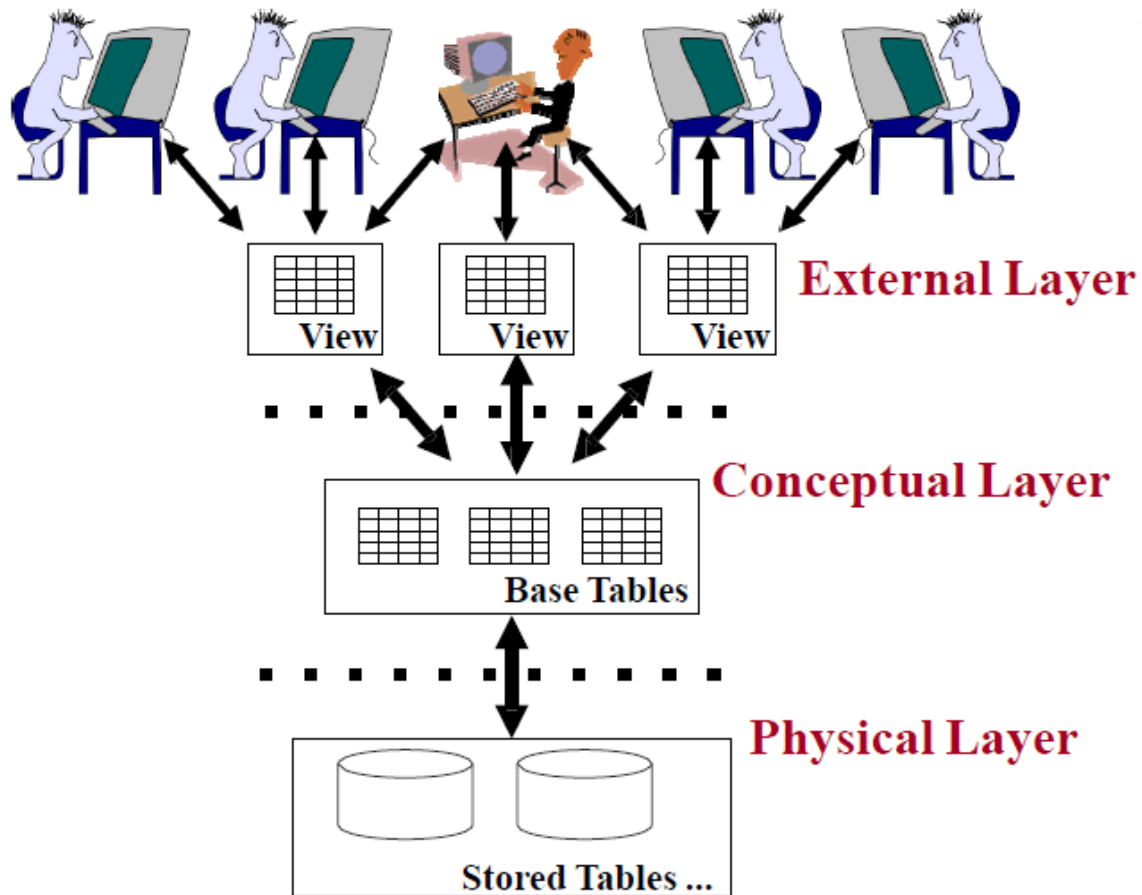 View
View
View
External Layer
Conceptual Layer
Base Tables
Physical Layer
Stored Tables ...